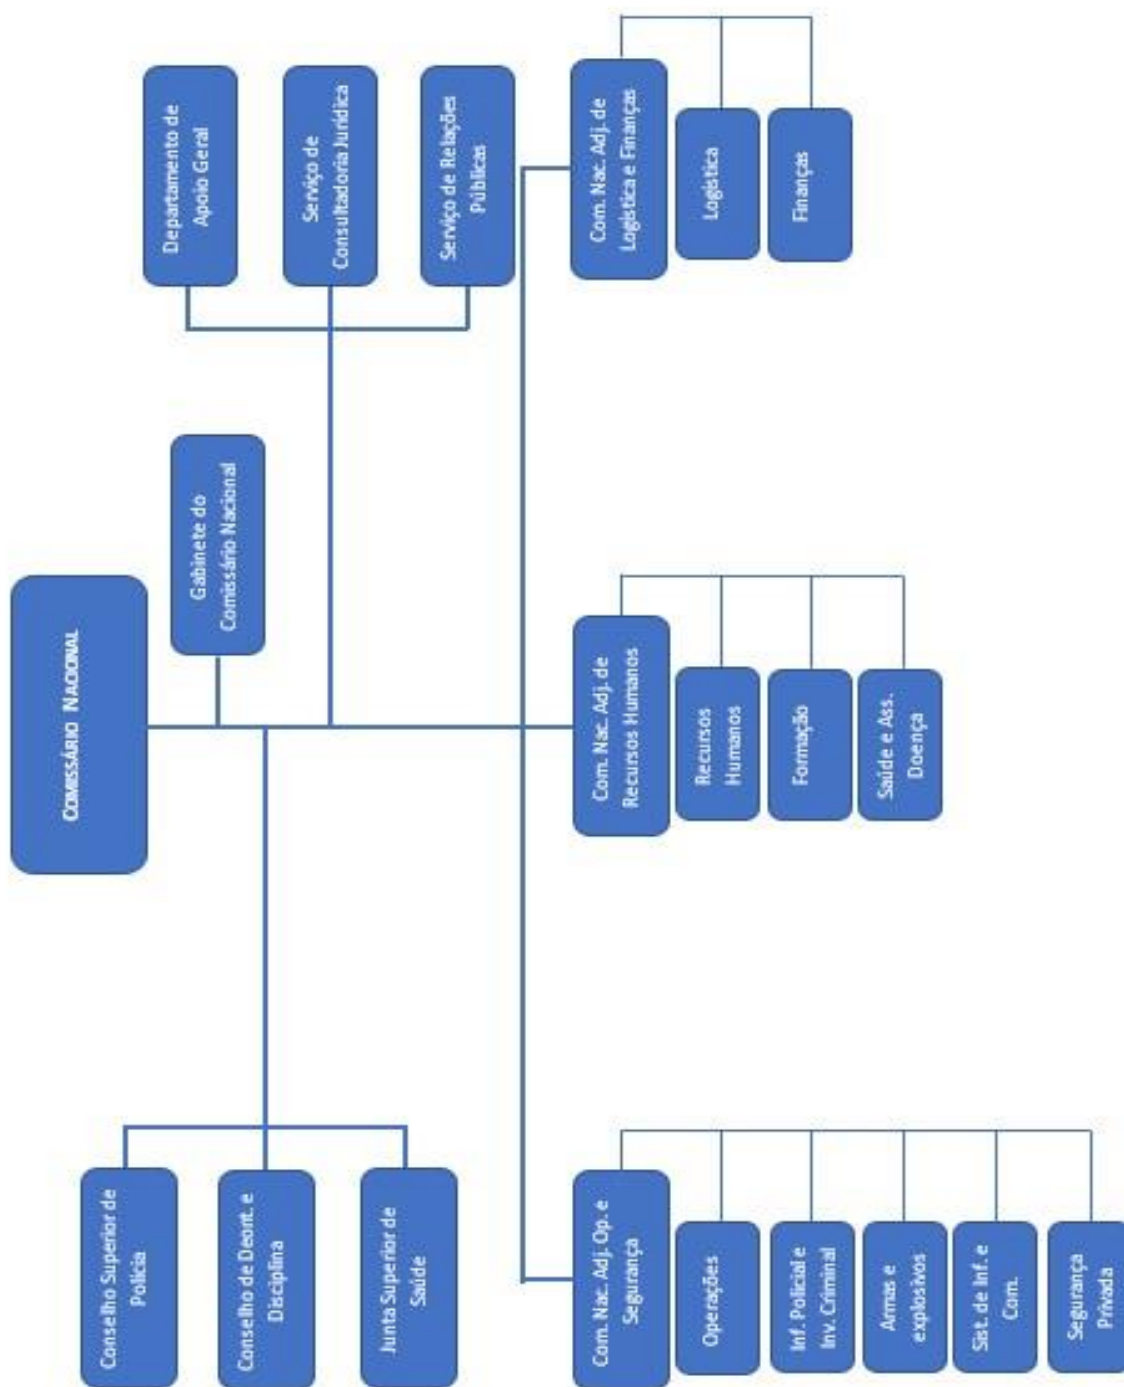 COMISSÁRIO NACIONAL
Gabinete do
Comissário Nacional
Conselho Superior de
Polícia
Conselho de Deont. e
Disciplina
Junta Superior de
Saúde
Departamento de
Apoio Geral
Serviço de
Consultadoria Jurídica
Serviço de Relações
Públicas
Com. Nac. Adj. Op. e
Segurança
Operações
Inf. Policial e
Inv. Criminal
Armas e
explosivos
Sist. de Inf. e
Com.
Segurança
Privada
Com. Nac. Adj. de
Recursos Humanos
Recursos
Humanos
Formação
Saúde e Ass.
Doença
Com. Nac. Adj. de
Logística e Finanças
Logística
Finanças